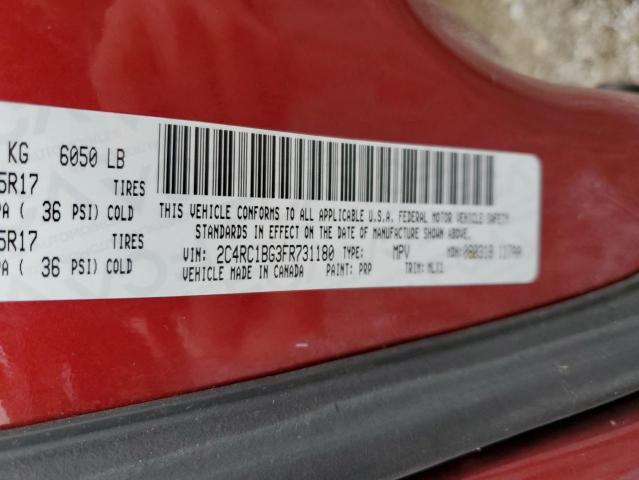 KG 6050 LB
5R17 TIRES
PA ( 36 PSI) COLD
5R17 TIRES
PA ( 36 PSI) COLD
THIS VEHICLE CONFORMS TO ALL APPLICABLE U.S.A. FEDERAL MOTOR VEHICLE SAFETY
STANDARDS IN EFFECT ON THE DATE OF MANUFACTURE SHOWN ABOVE.
VIN: 2C4RC1BG3FR731180 TYPE: MPV MDH:
VEHICLE MADE IN CANADA PAINT: PRP TRIM: